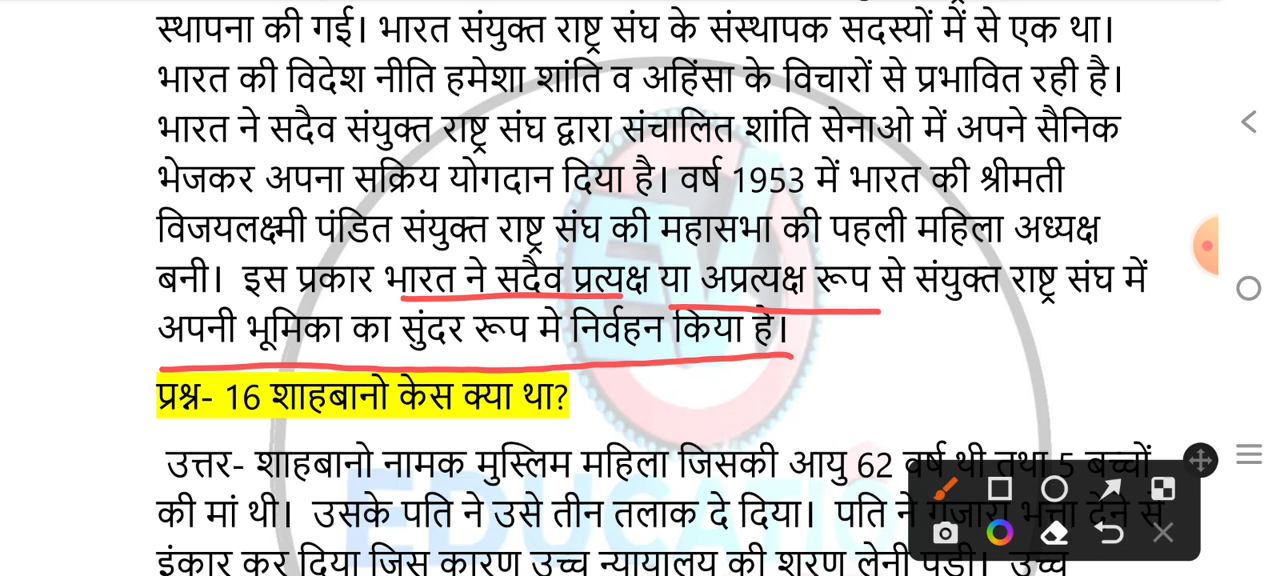 स्थापना की गई। भारत संयुक्त राष्ट्र संघ के संस्थापक सदस्यों में से एक था।
भारत की विदेश नीति हमेशा शांति व अहिंसा के विचारों से प्रभावित रही है।
भारत ने सदैव संयुक्त राष्ट्र संघ द्वारा संचालित शांति सेनाओ में अपने सैनिक
भेजकर अपना सक्रिय योगदान दिया है। वर्ष 1953 में भारत की श्रीमती
विजयलक्ष्मी पंडित संयुक्त राष्ट्र संघ की महासभा की पहली महिला अध्यक्ष
बनी। इस प्रकार भारत ने सदैव प्रत्यक्ष या अप्रत्यक्ष रूप से संयुक्त राष्ट्र संघ में
अपनी भूमिका का सुंदर रूप मे निर्वहन किया है।
प्रश्न- 16 शाहबानो केस क्या था?
उत्तर- शाहबानो नामक मुस्लिम महिला जिसकी आयु 62 वर्ष थी तथा 5 बच्चों
की मां थी। उसके पति ने उसे तीन तलाक दे दिया। पति ने गुजारा भत्ता देने से
इंकार कर दिया जिस कारण उच्च न्यायालय की शरण लेनी पड़ी। उच्च
EDUCATIO